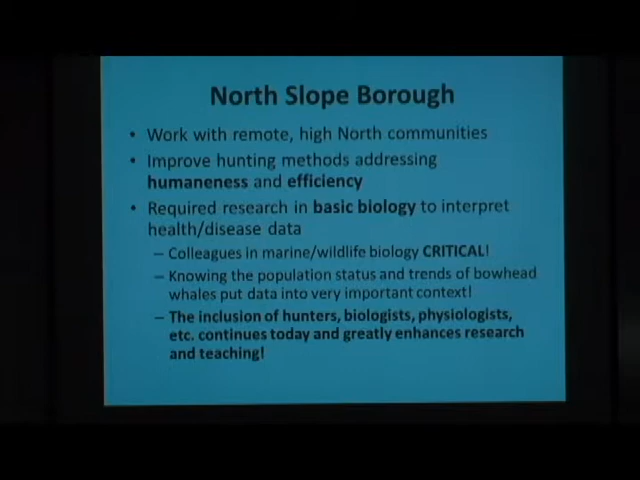 North Slope Borough
• Work with remote, high North communities
• Improve hunting methods addressing
humaneness and efficiency
• Required research in basic biology to interpret
health/disease data
– Colleagues in marine/wildlife biology CRITICAL!
– Knowing the population status and trends of bowhead
whales put data into very important context!
– The inclusion of hunters, biologists, physiologists,
etc. continues today and greatly enhances research
and teaching!